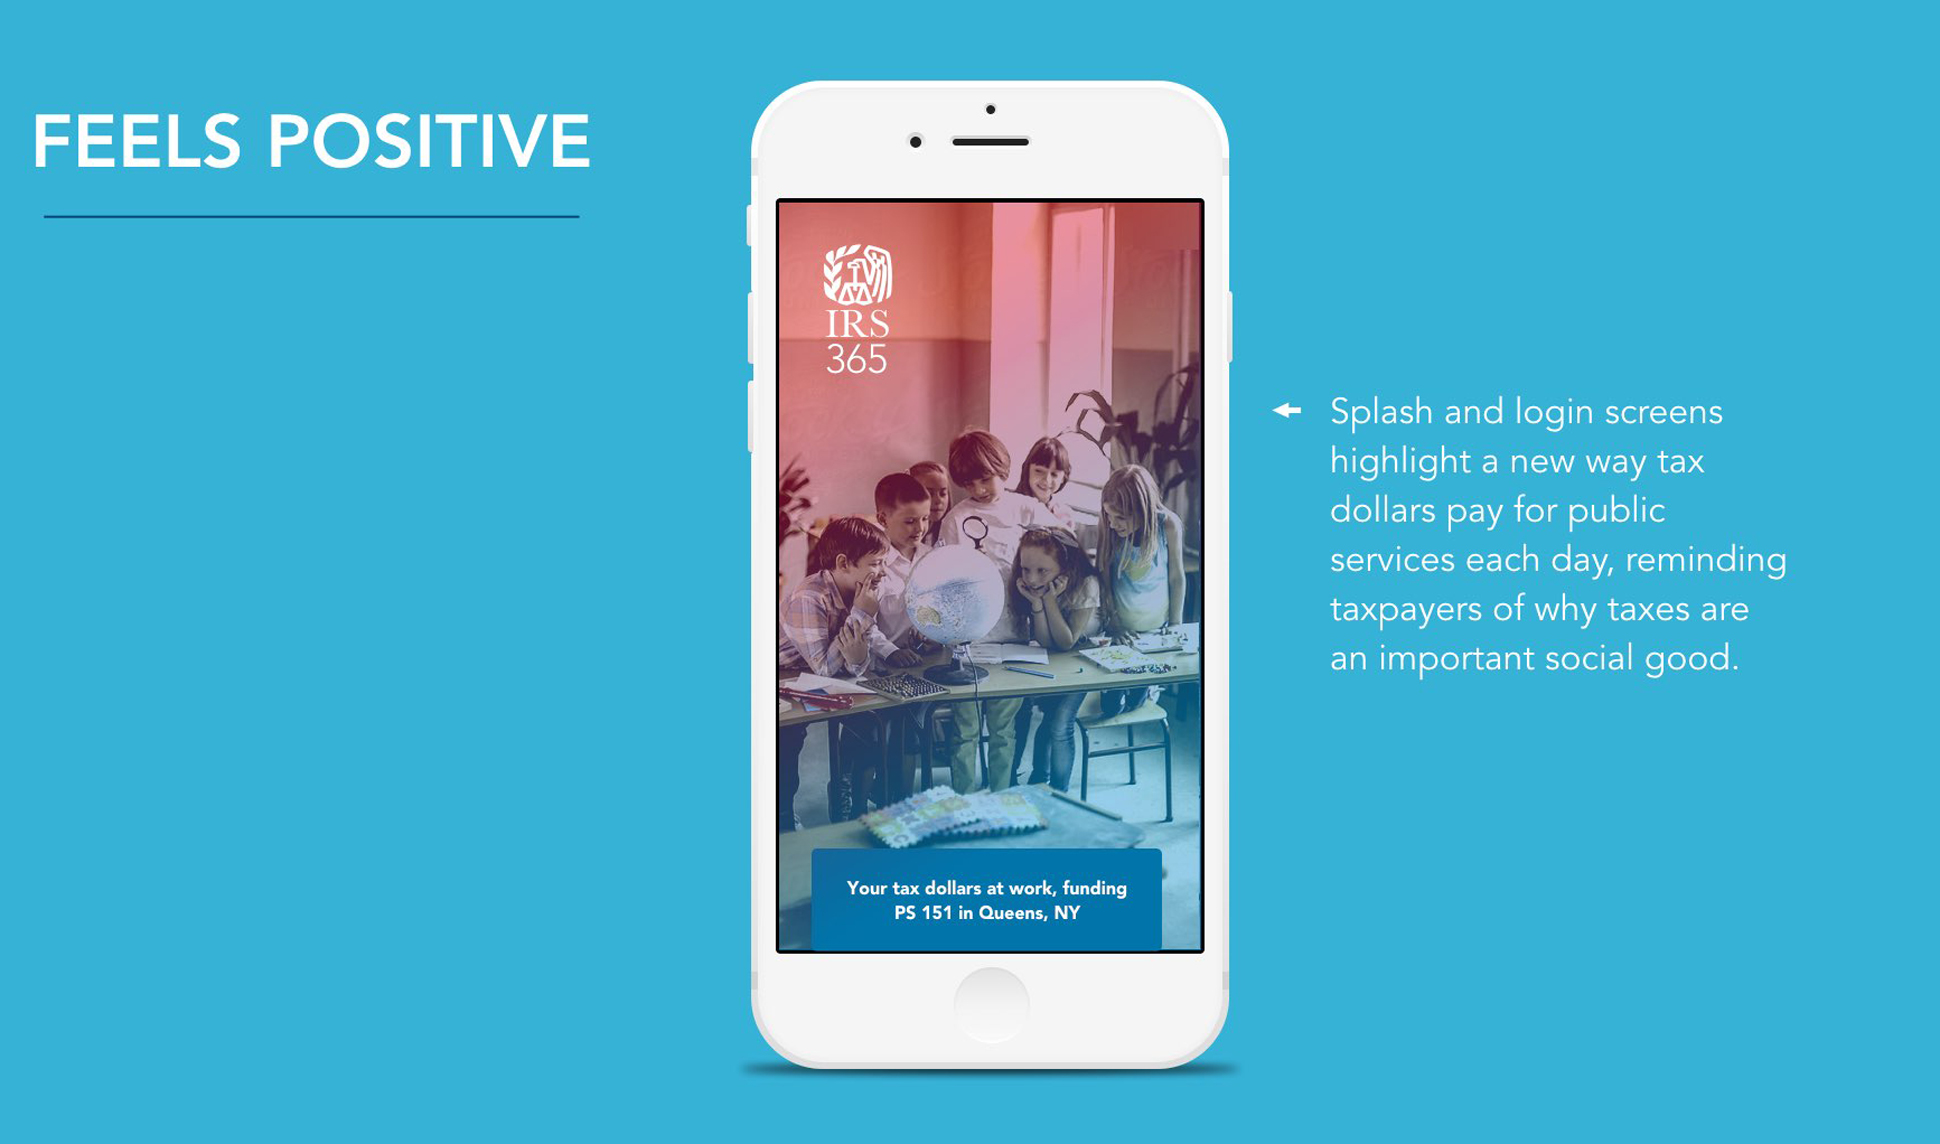 FEELS POSITIVE
IRS
365
Your tax dollars at work, funding
PS 151 in Queens, NY
Splash and login screens
highlight a new way tax
dollars pay for public
services each day, reminding
taxpayers of why taxes are
an important social good.